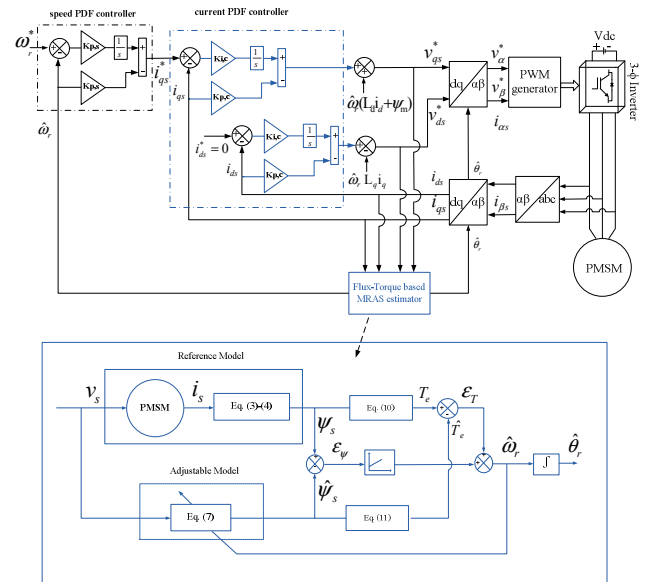 speed PDF controller
current PDF controller
ω*r
Kp,s
1/s
Kp,s
i*qs
iqs
ω̂r
Ki,c
1/s
Kp,c
i*ds = 0
ids
Ki,c
1/s
Kp,c
ω̂r(Ldid+ψm)
ω̂r Lqiq
v*qs
v*ds
dq αβ
v*α
v*β
PWM generator
Vdc
+ −
3-ϕ Inverter
iαs
θ̂r
ids
iqs
dq αβ
iβs
αβ abc
θ̂r
PMSM
Flux-Torque based
MRAS estimator
Reference Model
vs
PMSM
is
Eq. (3)-(4)
ψs
Eq. (10)
Te
εT
T̂e
εψ
ω̂r
∫
θ̂r
Adjustable Model
ψ̂s
Eq. (7)
Eq. (11)